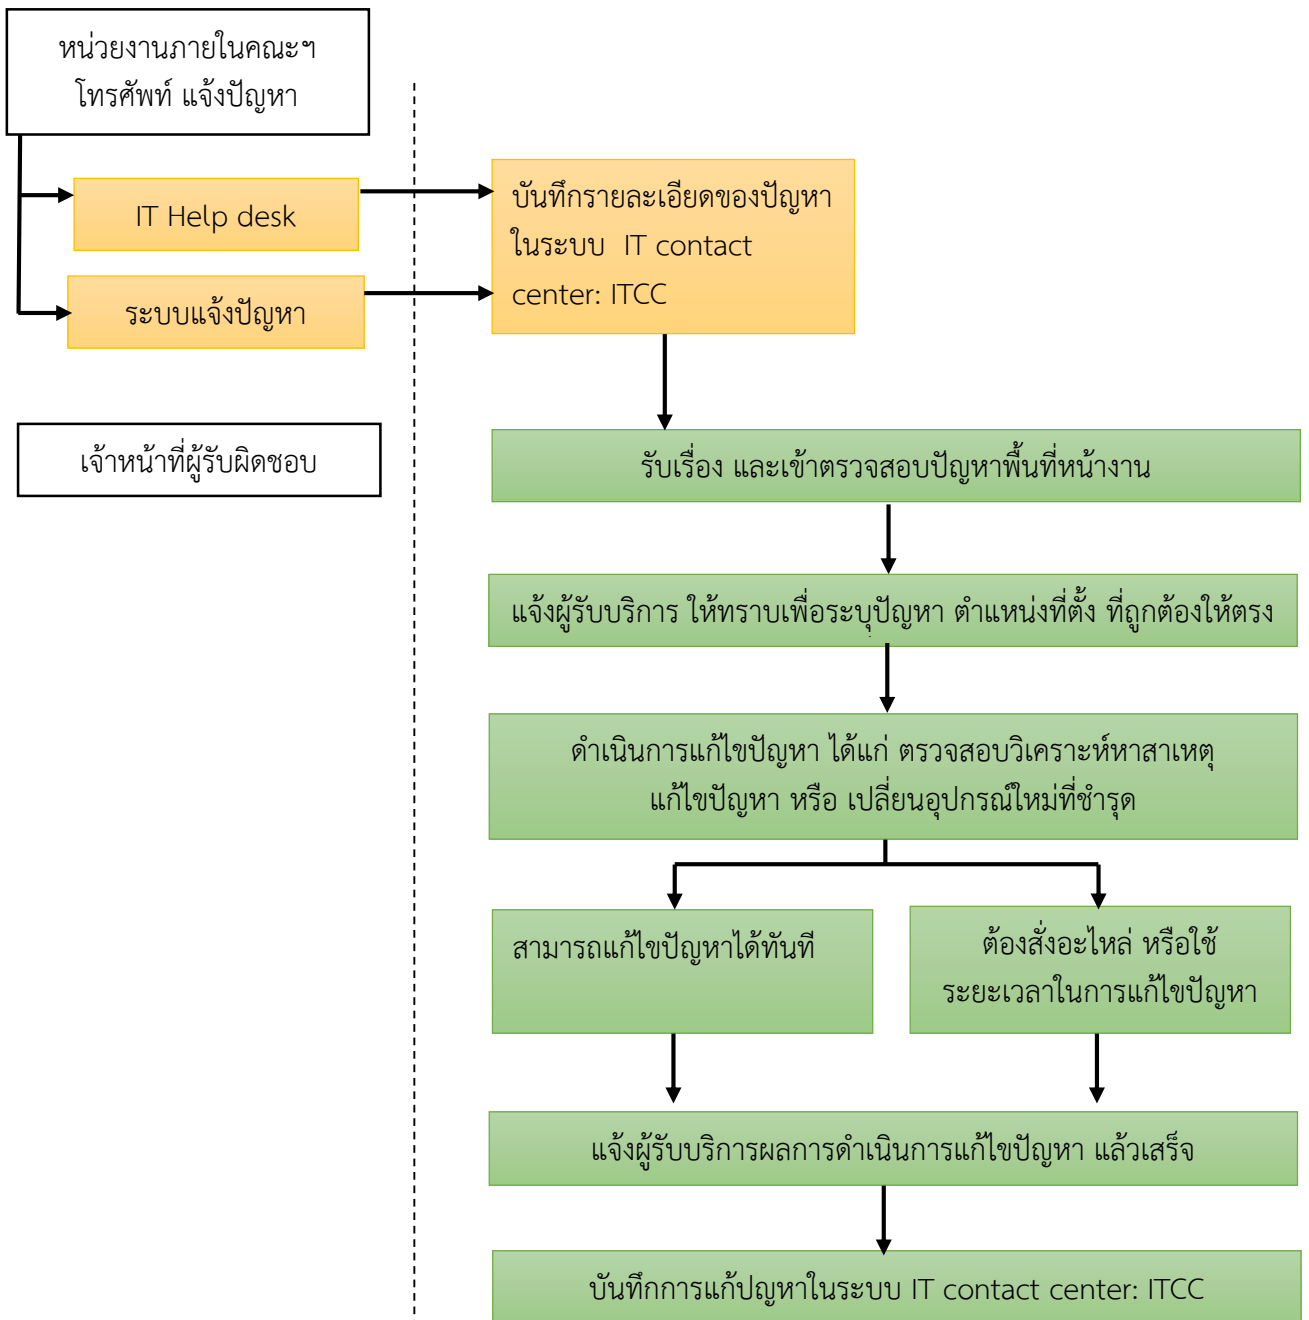 หน่วยงานภายในคณะฯ
โทรศัพท์ แจ้งปัญหา
IT Help desk
ระบบแจ้งปัญหา
บันทึกรายละเอียดของปัญหา
ในระบบ IT contact
center: ITCC
เจ้าหน้าที่ผู้รับผิดชอบ
รับเรื่อง และเข้าตรวจสอบปัญหาพื้นที่หน้างาน
แจ้งผู้รับบริการ ให้ทราบเพื่อระบุปัญหา ตำแหน่งที่ตั้ง ที่ถูกต้องให้ตรง
ดำเนินการแก้ไขปัญหา ได้แก่ ตรวจสอบวิเคราะห์หาสาเหตุ
แก้ไขปัญหา หรือ เปลี่ยนอุปกรณ์ใหม่ที่ชำรุด
สามารถแก้ไขปัญหาได้ทันที
ต้องสั่งอะไหล่ หรือใช้
ระยะเวลาในการแก้ไขปัญหา
แจ้งผู้รับบริการผลการดำเนินการแก้ไขปัญหา แล้วเสร็จ
บันทึกการแก้ปญหาในระบบ IT contact center: ITCC